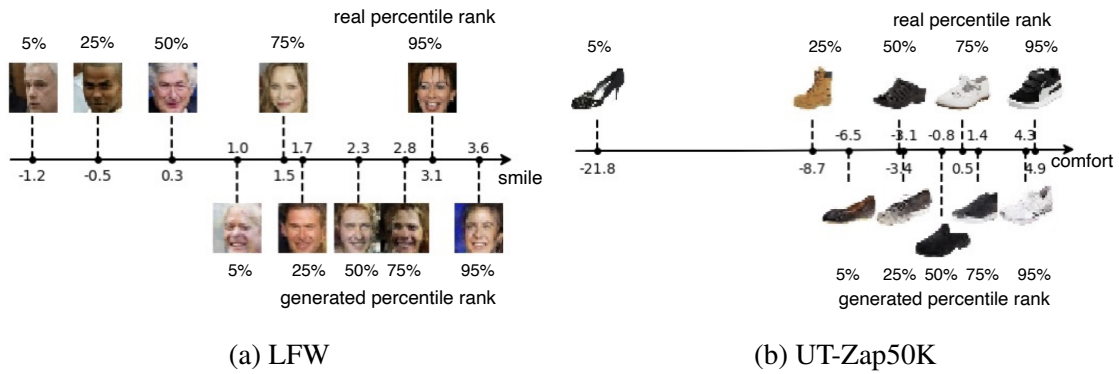 real percentile rank
5% 25% 50% 75% 95%
1.0 1.7 2.3 2.8 3.6
-1.2 -0.5 0.3 1.5 3.1 smile
5% 25% 50% 75% 95%
generated percentile rank
(a) LFW
real percentile rank
5% 25% 50% 75% 95%
-6.5 -3.1 -0.8 1.4 4.3
comfort
-21.8 -8.7 -3.4 0.5 4.9
5% 25% 50% 75% 95%
generated percentile rank
(b) UT-Zap50K